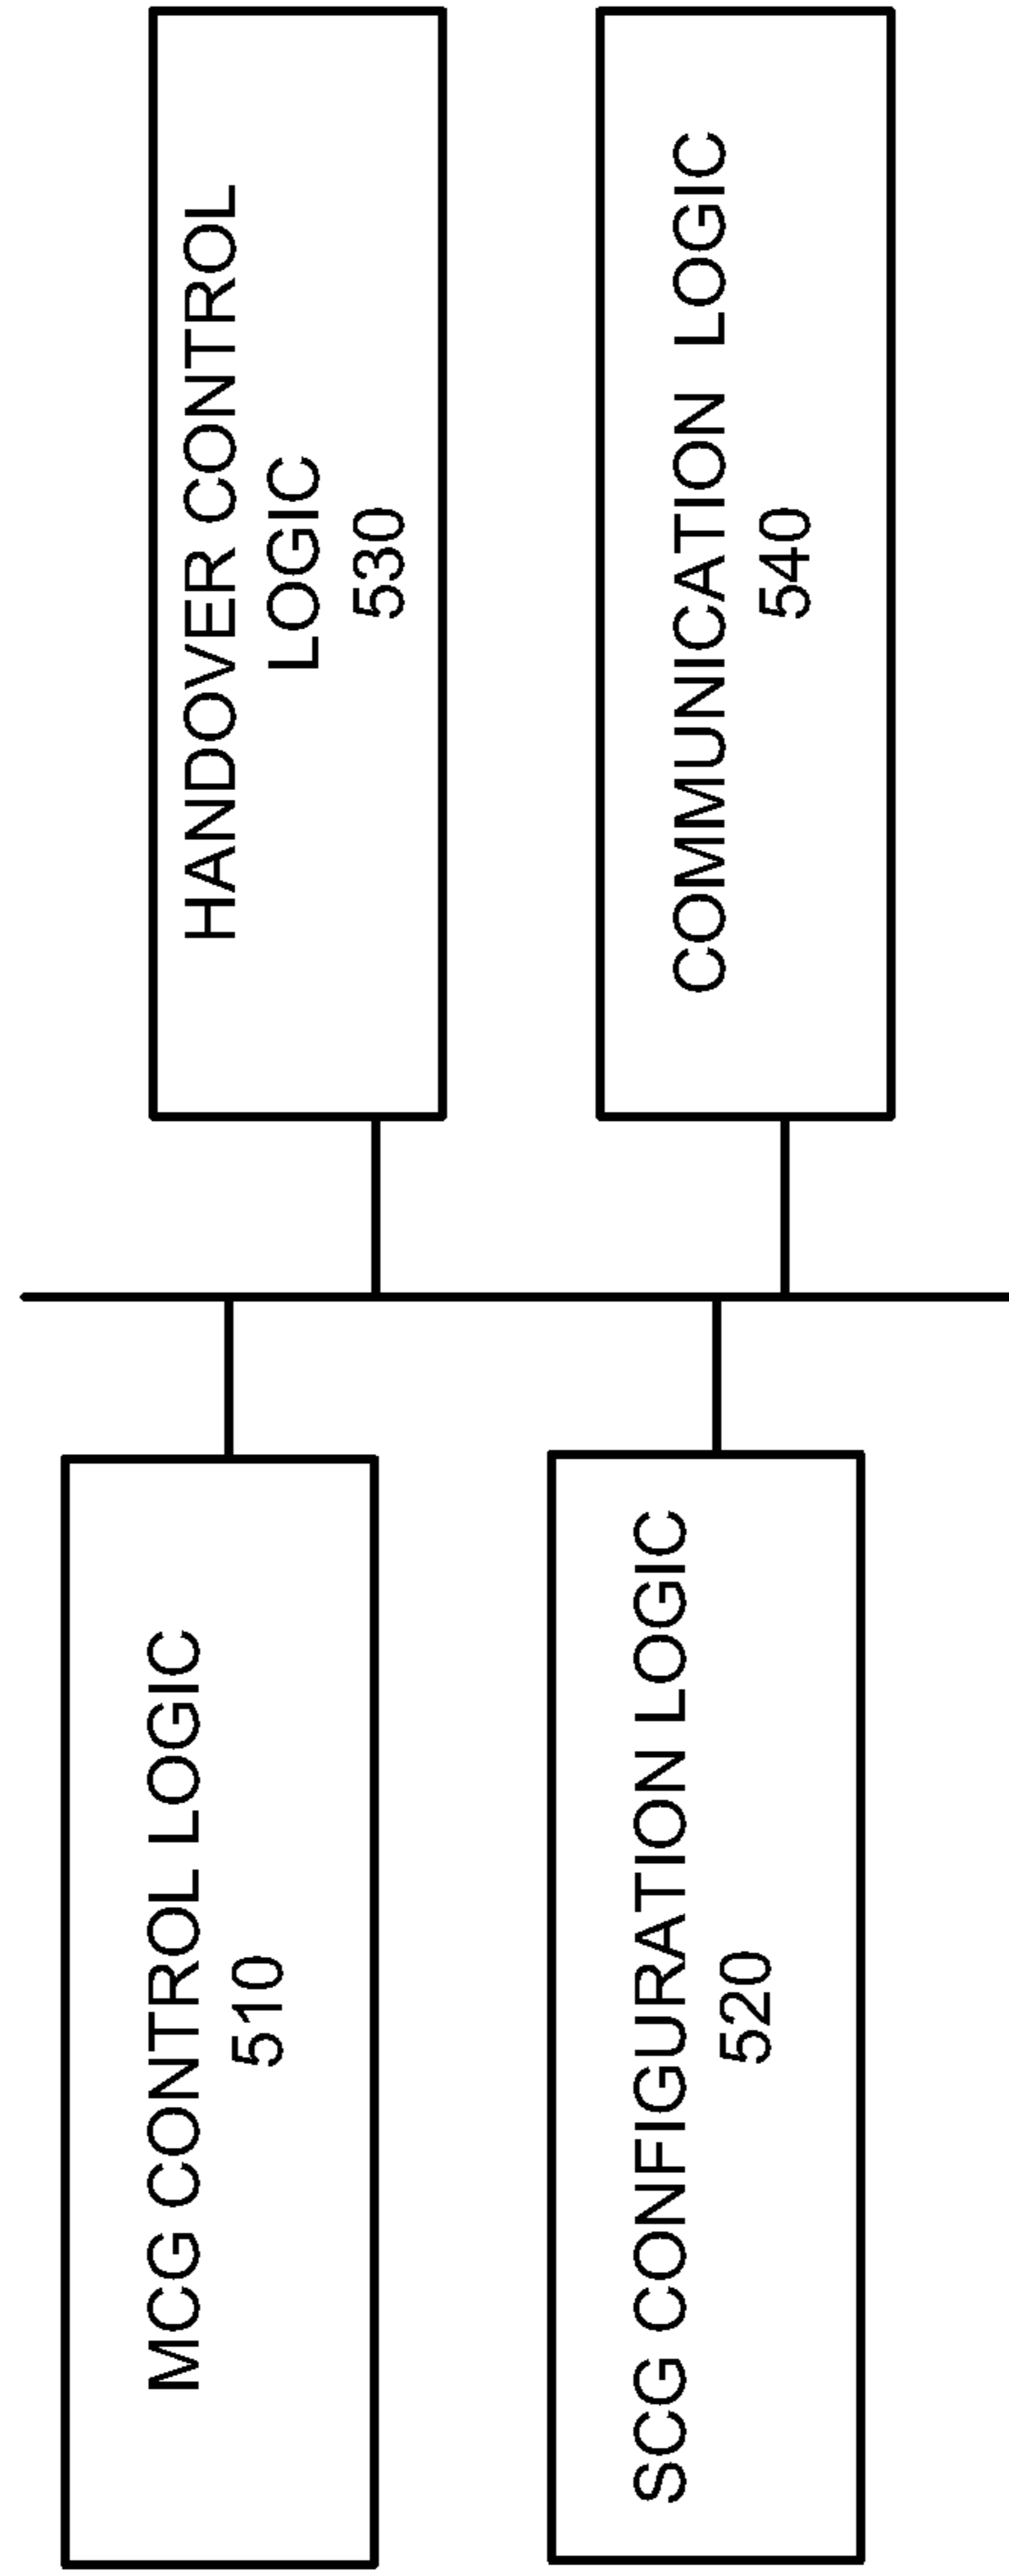 MCG CONTROL LOGIC
510
SCG CONFIGURATION LOGIC
520
HANDOVER CONTROL
LOGIC
530
COMMUNICATION LOGIC
540